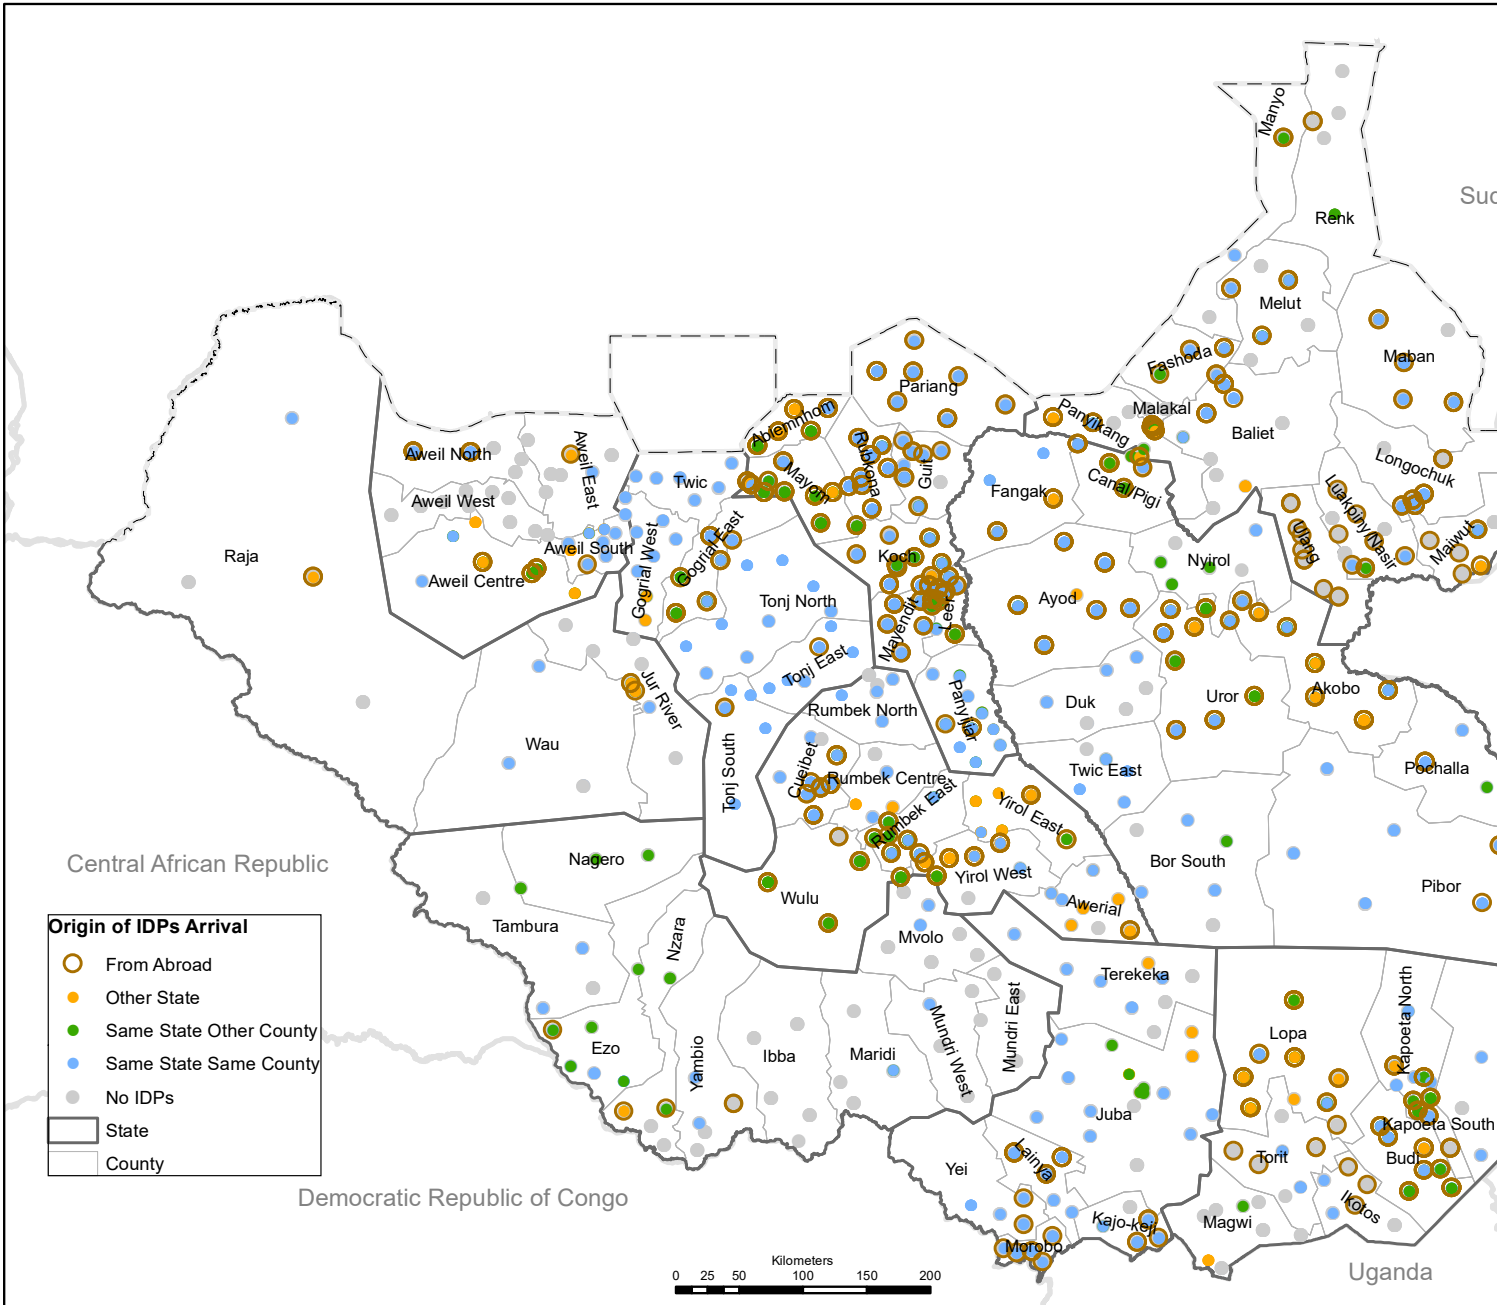 Manyo
Suc
Renk
Melut
Fashoda
Maban
Pariang
Abiemnhom
Panyikang
Malakal
Baliet
Aweil North
Aweil East
Rubkona
Guit
Longochuk
Twic
Mayom
Canal/Pigi
Fangak
Luakpiny/Nasir
Aweil West
Ulang
Maiwut
Gogrial West
Gogrial East
Aweil South
Koch
Nyirol
Raja
Aweil Centre
Tonj North
Mayendit
Leer
Ayod
Tonj East
Jur River
Panyijiar
Duk
Uror
Akobo
Rumbek North
Wau
Tonj South
Cueibet
Rumbek Centre
Twic East
Pochalla
Rumbek East
Yirol East
Central African Republic
Nagero
Bor South
Yirol West
Pibor
Wulu
Awerial
Tambura
Nzara
Mvolo
Terekeka
Origin of IDPs Arrival
From Abroad
Other State
Same State Other County
Same State Same County
No IDPs
State
County
Mundri East
Kapoeta North
Lopa
Mundri West
Ezo
Yambio
Ibba
Maridi
Juba
Kapoeta South
Yei
Lainya
Torit
Budi
Democratic Republic of Congo
Kajo-keji
Magwi
Ikotos
Morobo
Uganda
Kilometers
0 25 50 100 150 200